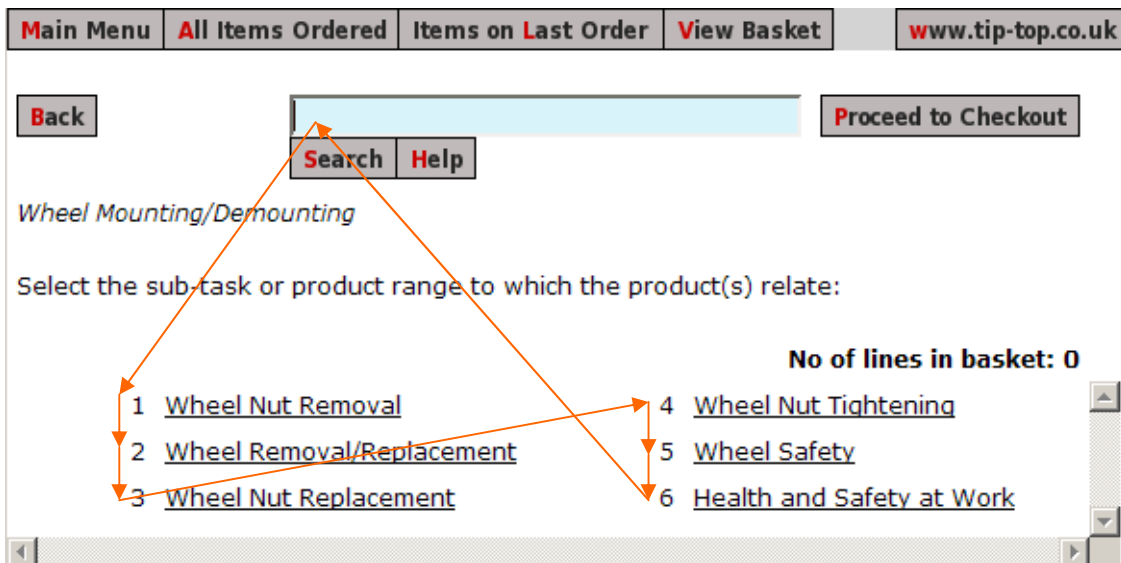 Main Menu All Items Ordered Items on Last Order View Basket www.tip-top.co.uk
Back Proceed to Checkout
Search Help
Wheel Mounting/Demounting
Select the sub-task or product range to which the product(s) relate:
No of lines in basket: 0
1 Wheel Nut Removal 4 Wheel Nut Tightening
2 Wheel Removal/Replacement 5 Wheel Safety
3 Wheel Nut Replacement 6 Health and Safety at Work